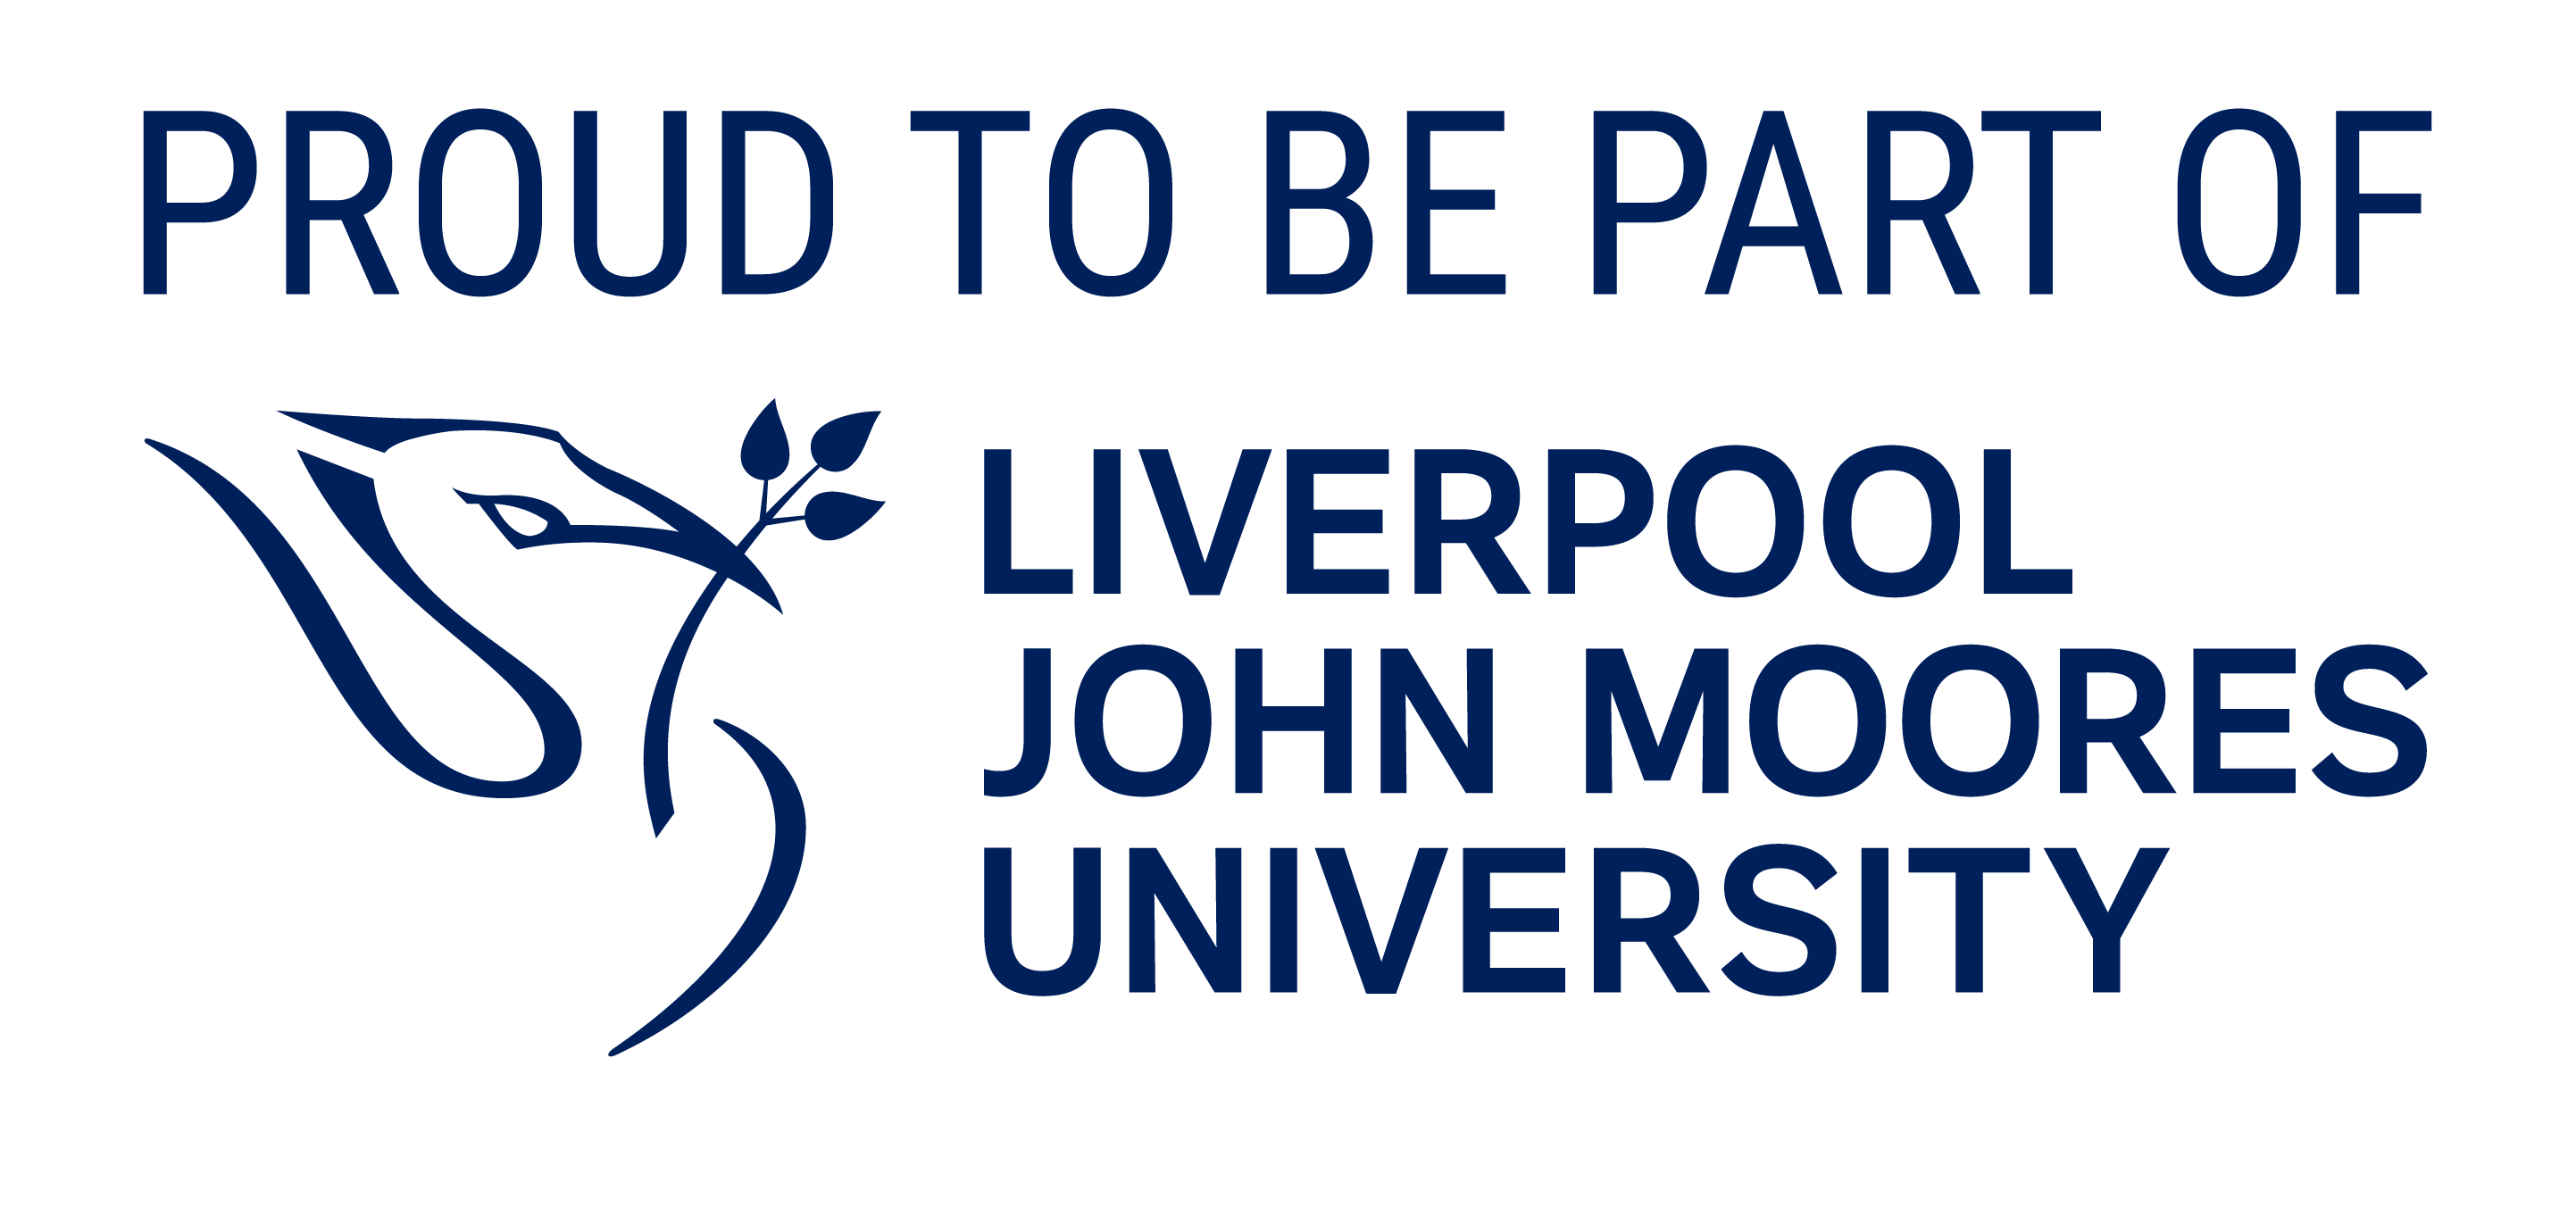 PROUD TO BE PART OF
LIVERPOOL
JOHN MOORES
UNIVERSITY